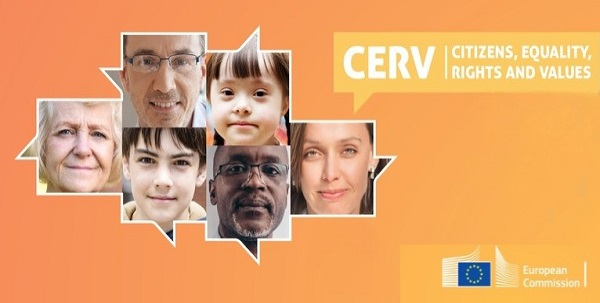 CERV
CITIZENS, EQUALITY,
RIGHTS AND VALUES
European
Commission